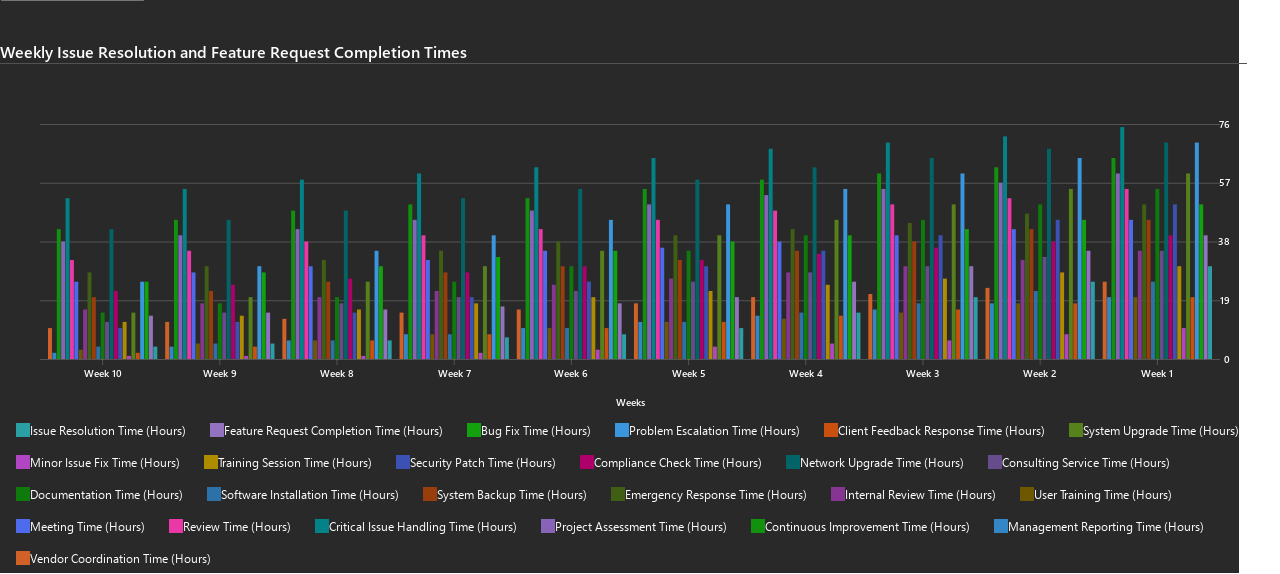 Weekly Issue Resolution and Feature Request Completion Times
76
57
38
19
0
Week 10 Week 9 Week 8 Week 7 Week 6 Week 5 Week 4 Week 3 Week 2 Week 1
Weeks
Issue Resolution Time (Hours) Feature Request Completion Time (Hours) Bug Fix Time (Hours) Problem Escalation Time (Hours) Client Feedback Response Time (Hours) System Upgrade Time (Hours)
Minor Issue Fix Time (Hours) Training Session Time (Hours) Security Patch Time (Hours) Compliance Check Time (Hours) Network Upgrade Time (Hours) Consulting Service Time (Hours)
Documentation Time (Hours) Software Installation Time (Hours) System Backup Time (Hours) Emergency Response Time (Hours) Internal Review Time (Hours) User Training Time (Hours)
Meeting Time (Hours) Review Time (Hours) Critical Issue Handling Time (Hours) Project Assessment Time (Hours) Continuous Improvement Time (Hours) Management Reporting Time (Hours)
Vendor Coordination Time (Hours)